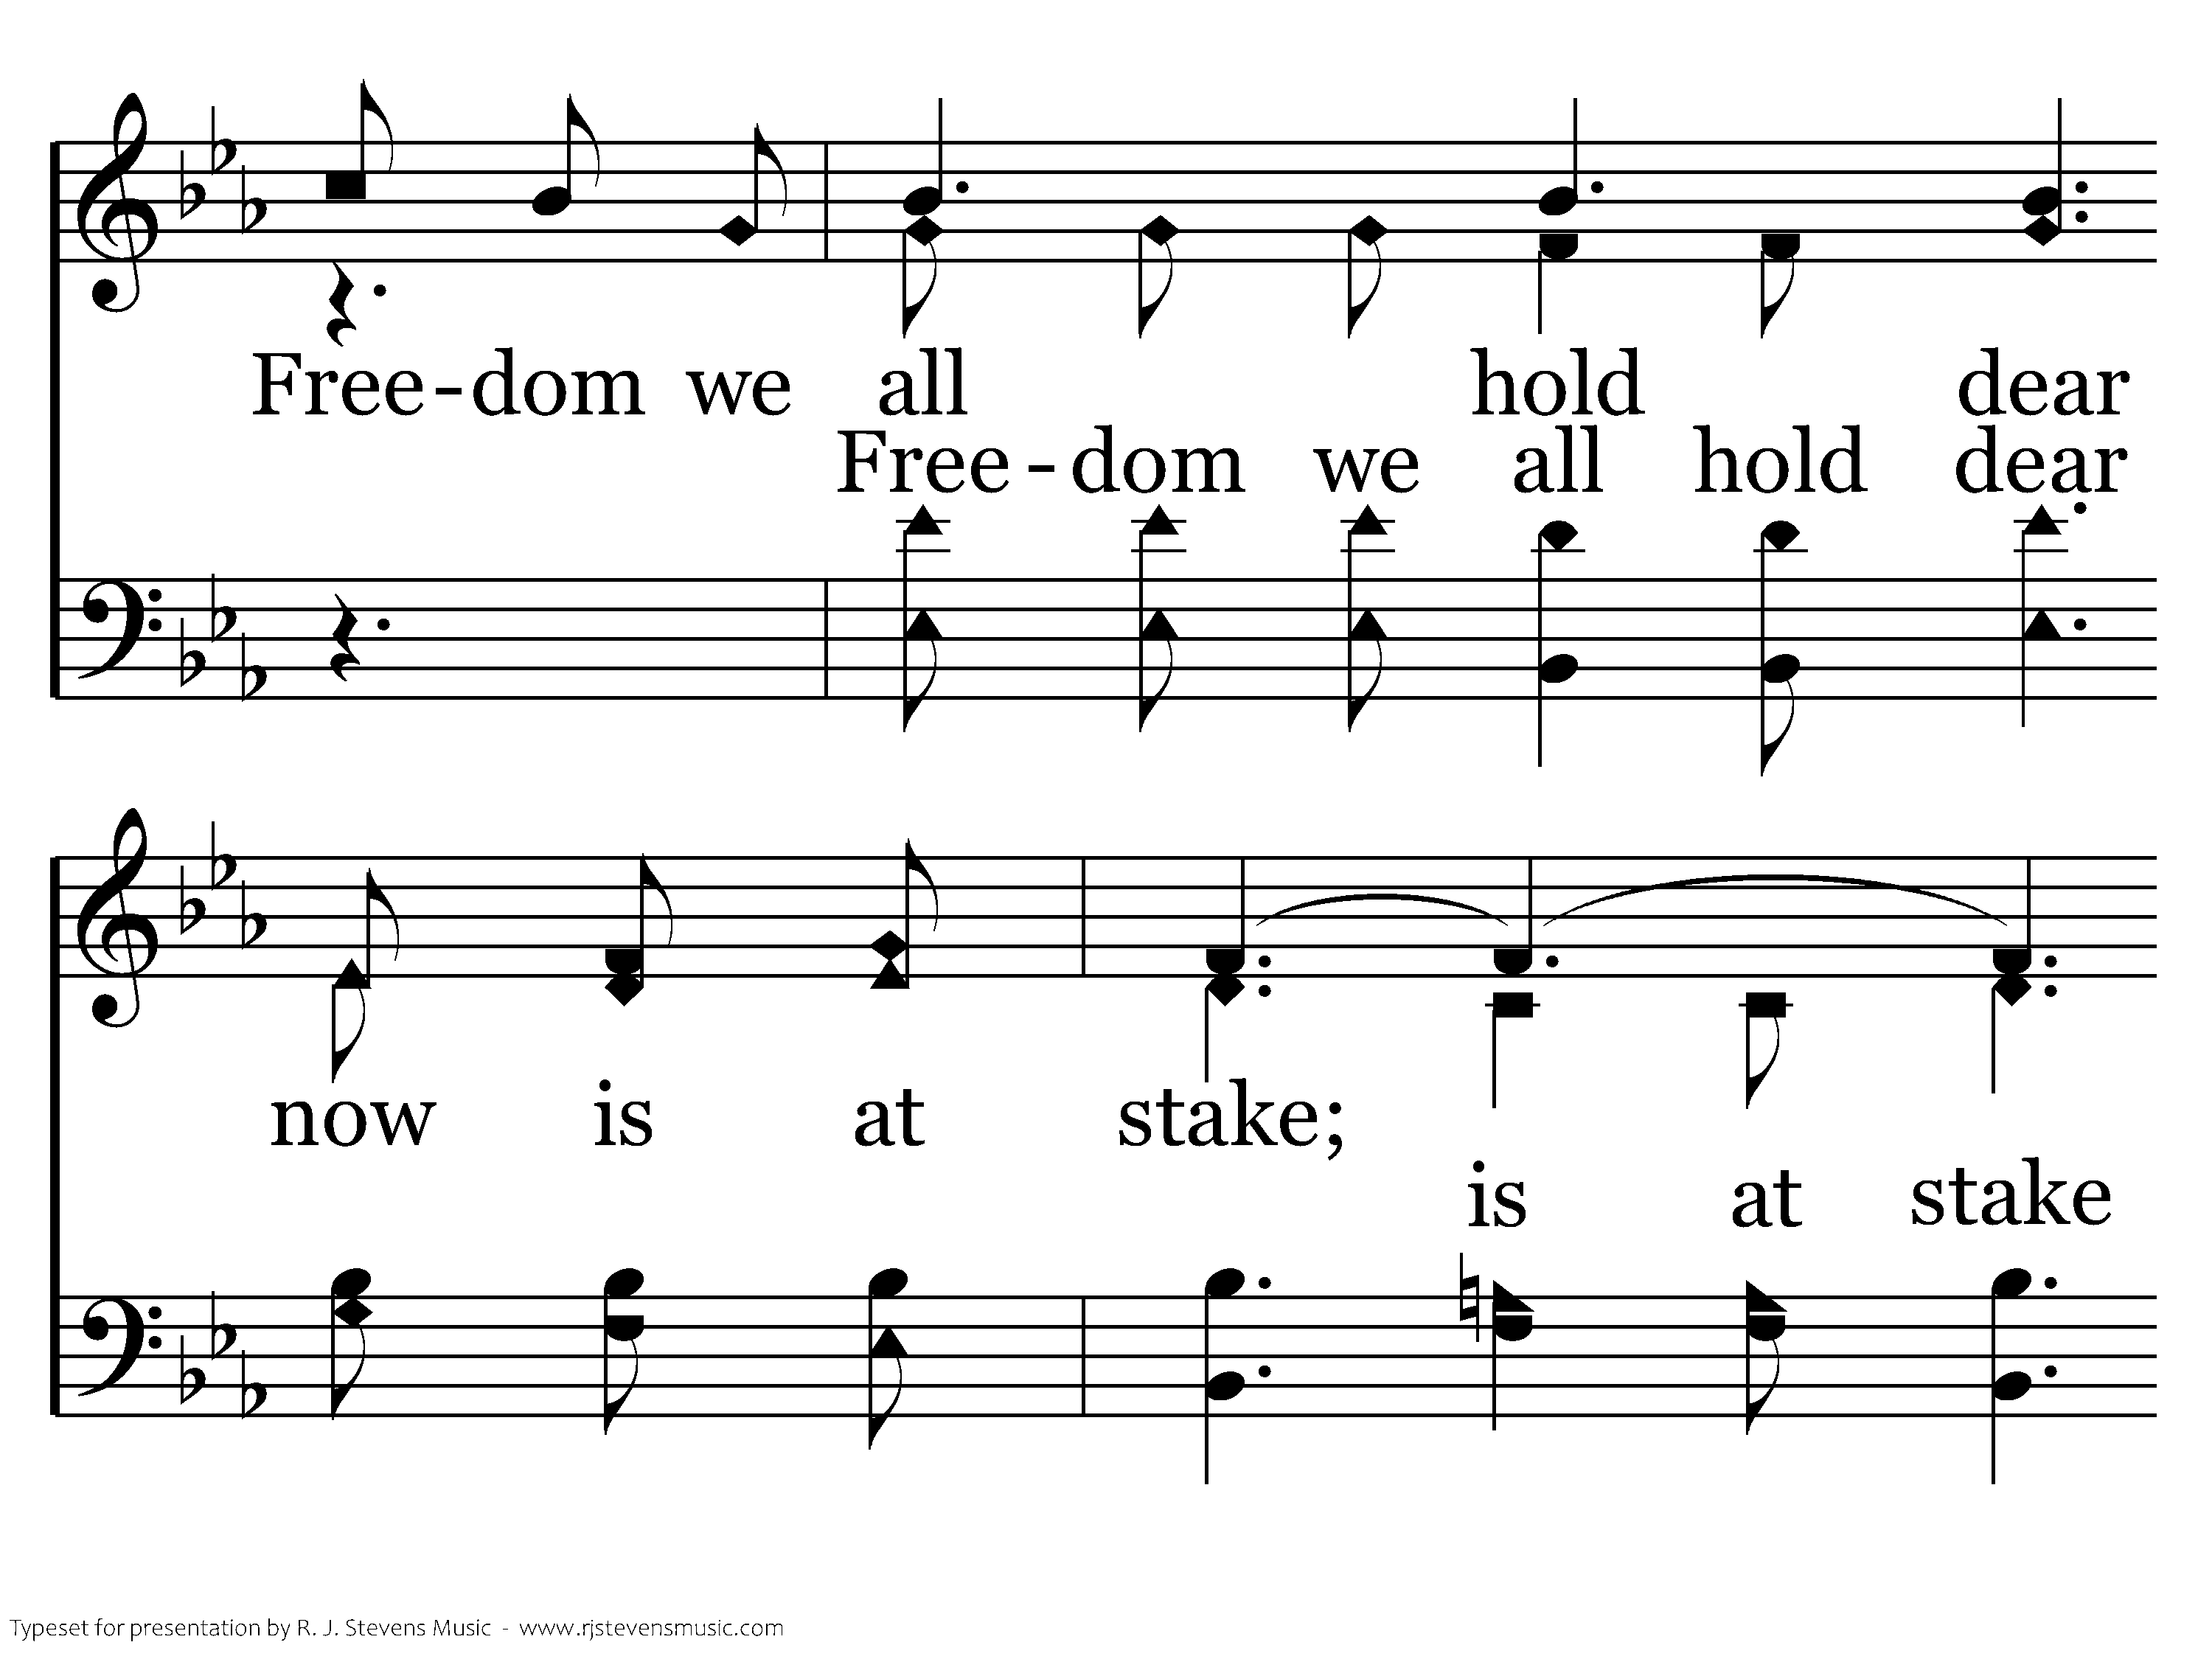 Free-dom we all hold dear
Free-dom we all hold dear
now is at stake;
is at stake
Typeset for presentation by R. J. Stevens Music - www.rjstevensmusic.com